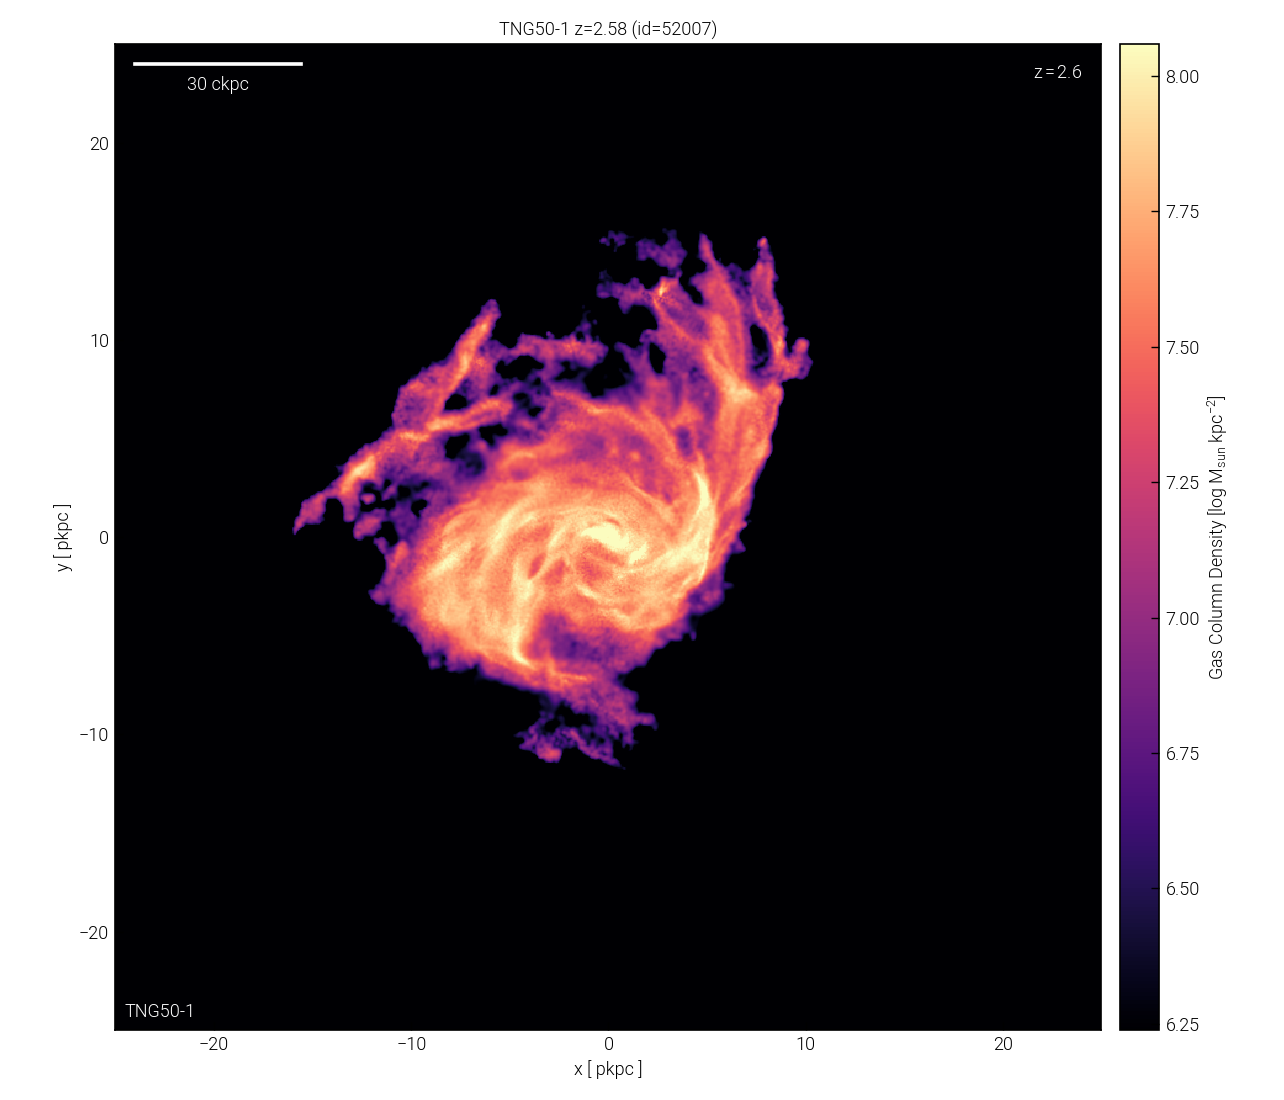 TNG50-1 z=2.58 (id=52007)
30 ckpc
z=2.6
20
10
0
−10
−20
y [ pkpc ]
TNG50-1
−20
−10
0
10
20
x [ pkpc ]
8.00
7.75
7.50
7.25
7.00
6.75
6.50
6.25
Gas Column Density [log M_sun kpc⁻²]